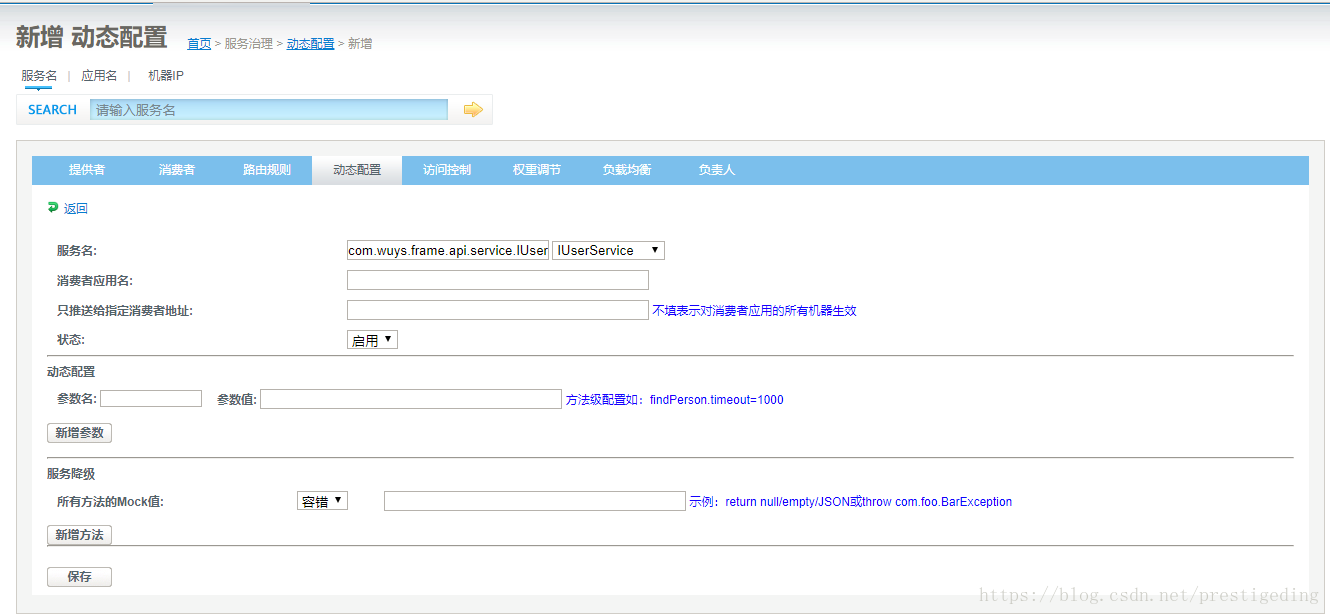 新增 动态配置 首页 > 服务治理 > 动态配置 > 新增
服务名 | 应用名 | 机器IP
SEARCH 请输入服务名
提供者 消费者 路由规则 动态配置 访问控制 权重调节 负载均衡 负责人
返回
服务名: com.wuys.frame.api.service.IUser IUserService
消费者应用名:
只推送给指定消费者地址: 不填表示对消费者应用的所有机器生效
状态: 启用
动态配置
参数名: 参数值: 方法级配置如：findPerson.timeout=1000
新增参数
服务降级
所有方法的Mock值: 容错 示例：return null/empty/JSON或throw com.foo.BarException
新增方法
保存
https://blog.csdn.net/prestigeding